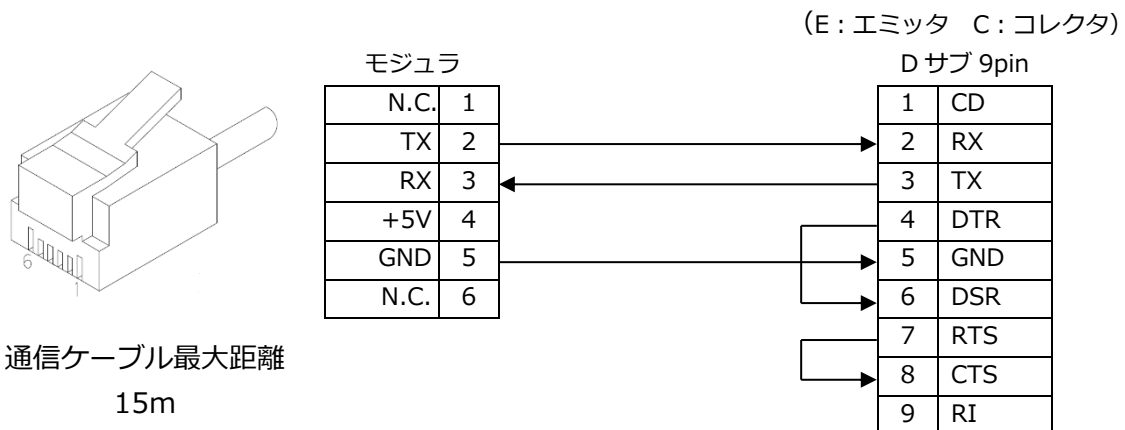 （E：エミッタ　C：コレクタ）
モジュラ
D サブ 9pin
N.C. 1
TX 2
RX 3
+5V 4
GND 5
N.C. 6
1 CD
2 RX
3 TX
4 DTR
5 GND
6 DSR
7 RTS
8 CTS
9 RI
6
1
通信ケーブル最大距離
15m